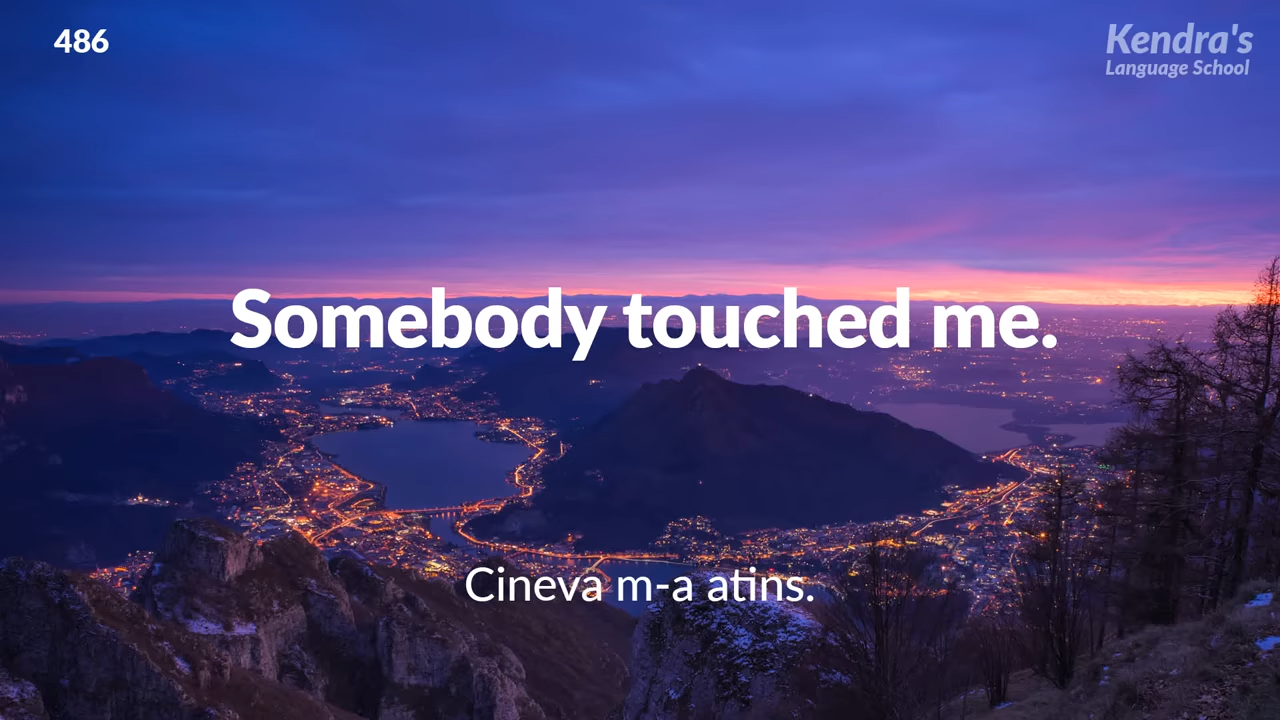 486
Kendra's
Language School
Somebody touched me.
Cineva m-a atins.